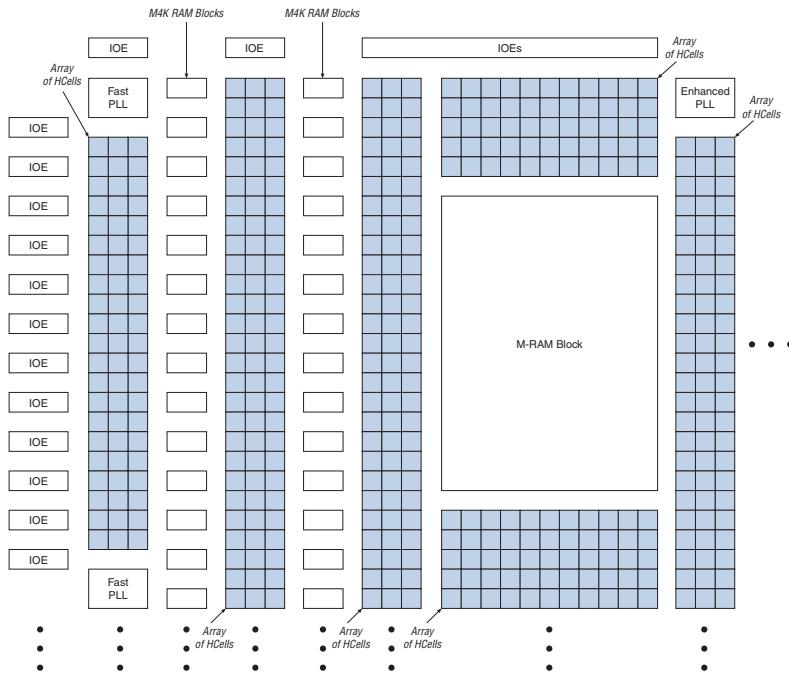 M4K RAM Blocks
M4K RAM Blocks
IOE
IOE
IOEs
Array
of HCells
Array
of HCells
Fast
PLL
Enhanced
PLL
Array
of HCells
IOE
IOE
IOE
IOE
IOE
IOE
M-RAM Block
IOE
IOE
IOE
IOE
IOE
IOE
Fast
PLL
Array
of HCells
Array
of HCells
Array
of HCells